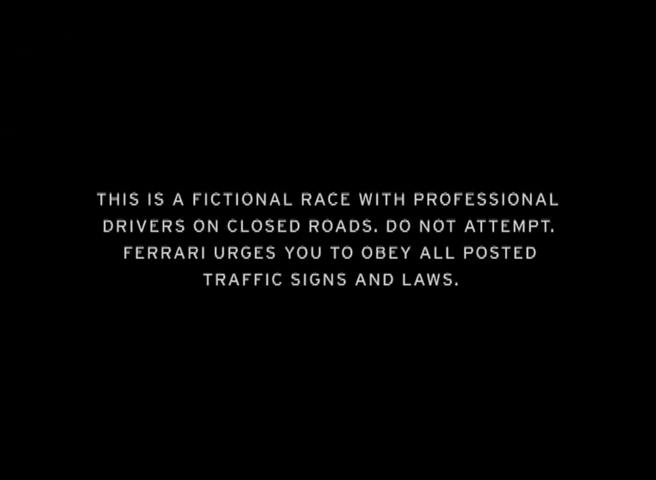 THIS IS A FICTIONAL RACE WITH PROFESSIONAL
DRIVERS ON CLOSED ROADS. DO NOT ATTEMPT.
FERRARI URGES YOU TO OBEY ALL POSTED
TRAFFIC SIGNS AND LAWS.